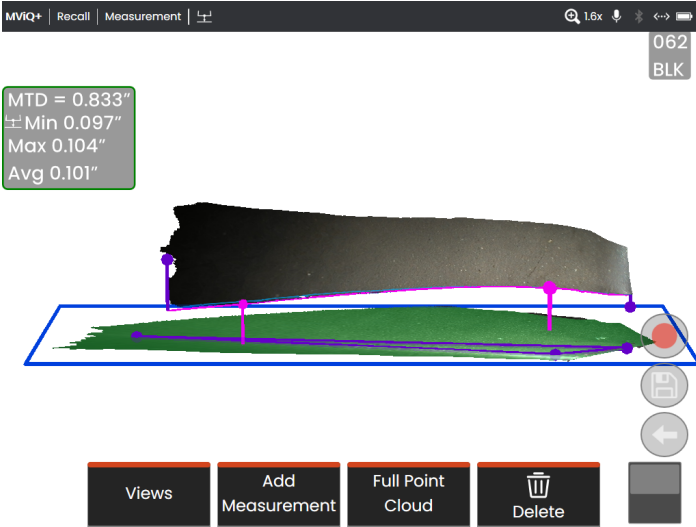 MViQ+ Recall Measurement 1.6x
062
BLK
MTD = 0.833"
Min 0.097"
Max 0.104"
Avg 0.101"
Views
Add
Measurement
Full Point
Cloud
Delete